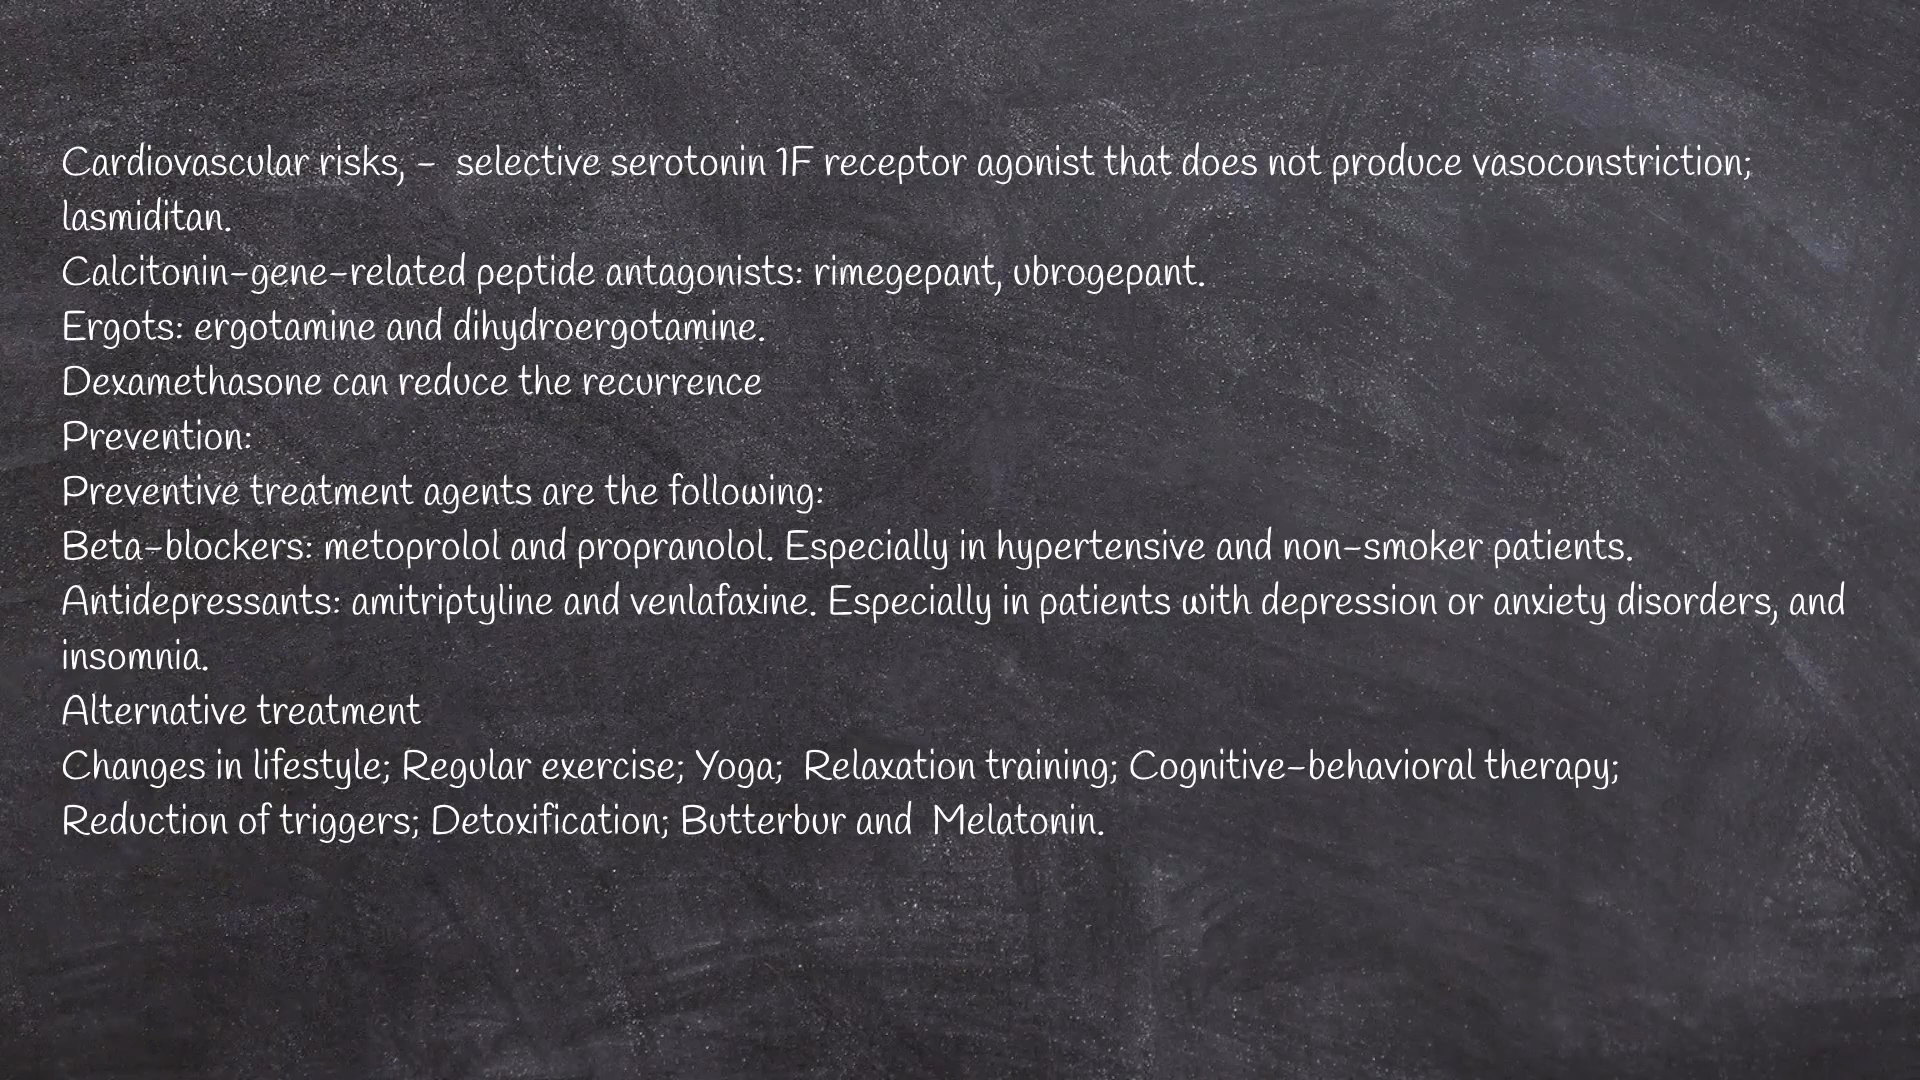 Cardiovascular risks, -  selective serotonin 1F receptor agonist that does not produce vasoconstriction;
lasmiditan.
Calcitonin-gene-related peptide antagonists: rimegepant, ubrogepant.
Ergots: ergotamine and dihydroergotamine.
Dexamethasone can reduce the recurrence
Prevention:
Preventive treatment agents are the following:
Beta-blockers: metoprolol and propranolol. Especially in hypertensive and non-smoker patients.
Antidepressants: amitriptyline and venlafaxine. Especially in patients with depression or anxiety disorders, and
insomnia.
Alternative treatment
Changes in lifestyle; Regular exercise; Yoga;  Relaxation training; Cognitive-behavioral therapy;
Reduction of triggers; Detoxification; Butterbur and  Melatonin.